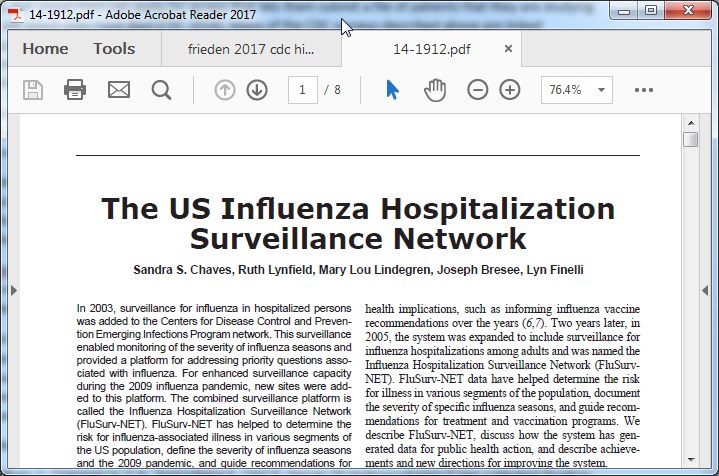 14-1912.pdf - Adobe Acrobat Reader 2017
Home Tools frieden 2017 cdc hi... 14-1912.pdf
1 / 8 76.4%
The US Influenza Hospitalization
Surveillance Network
Sandra S. Chaves, Ruth Lynfield, Mary Lou Lindegren, Joseph Bresee, Lyn Finelli
In 2003, surveillance for influenza in hospitalized persons
was added to the Centers for Disease Control and Preven-
tion Emerging Infections Program network. This surveillance
enabled monitoring of the severity of influenza seasons and
provided a platform for addressing priority questions asso-
ciated with influenza. For enhanced surveillance capacity
during the 2009 influenza pandemic, new sites were add-
ed to this platform. The combined surveillance platform is
called the Influenza Hospitalization Surveillance Network
(FluSurv-NET). FluSurv-NET has helped to determine the
risk for influenza-associated illness in various segments of
the US population, define the severity of influenza seasons
and the 2009 pandemic, and guide recommendations for
health implications, such as informing influenza vaccine
recommendations over the years (6,7). Two years later, in
2005, the system was expanded to include surveillance for
influenza hospitalizations among adults and was named the
Influenza Hospitalization Surveillance Network (FluSurv-
NET). FluSurv-NET data have helped determine the risk
for illness in various segments of the population, document
the severity of specific influenza seasons, and guide recom-
mendations for treatment and vaccination programs. We
describe FluSurv-NET, discuss how the system has gen-
erated data for public health action, and describe achieve-
ments and new directions for improving the system.